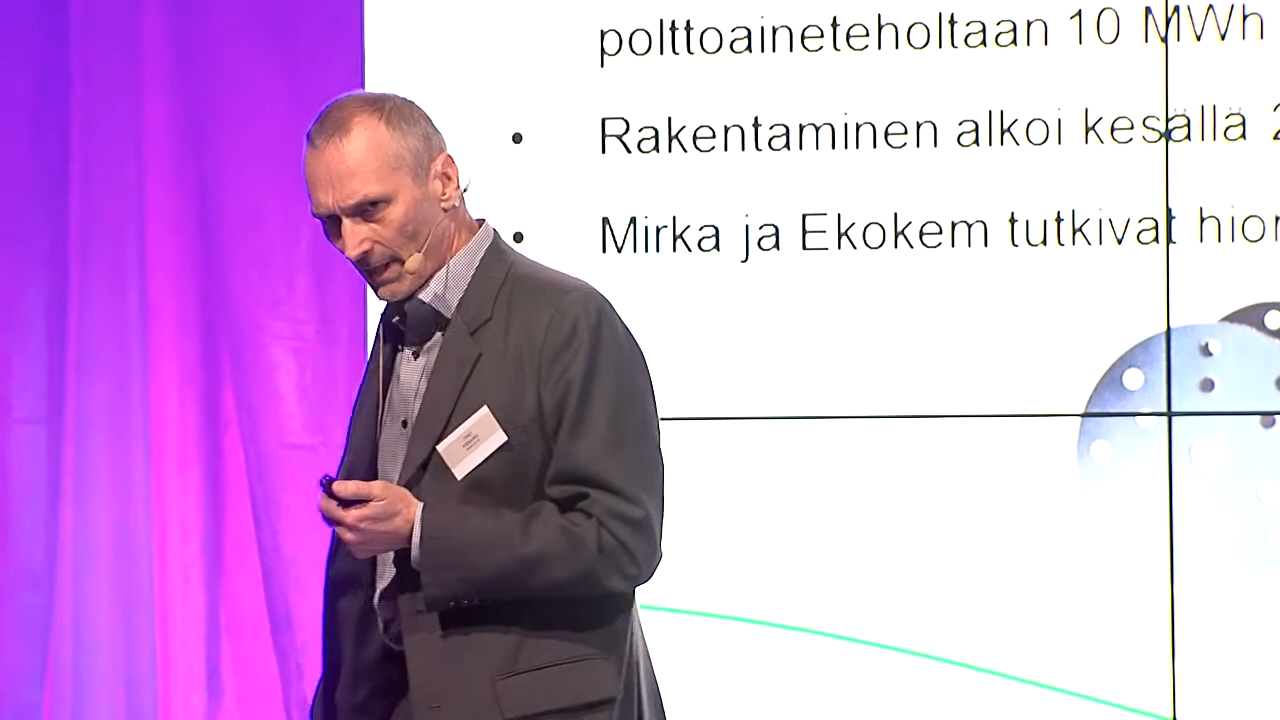 polttoaineteholtaan 10 MWh
• Rakentaminen alkoi kesällä
• Mirka ja Ekokem tutkivat